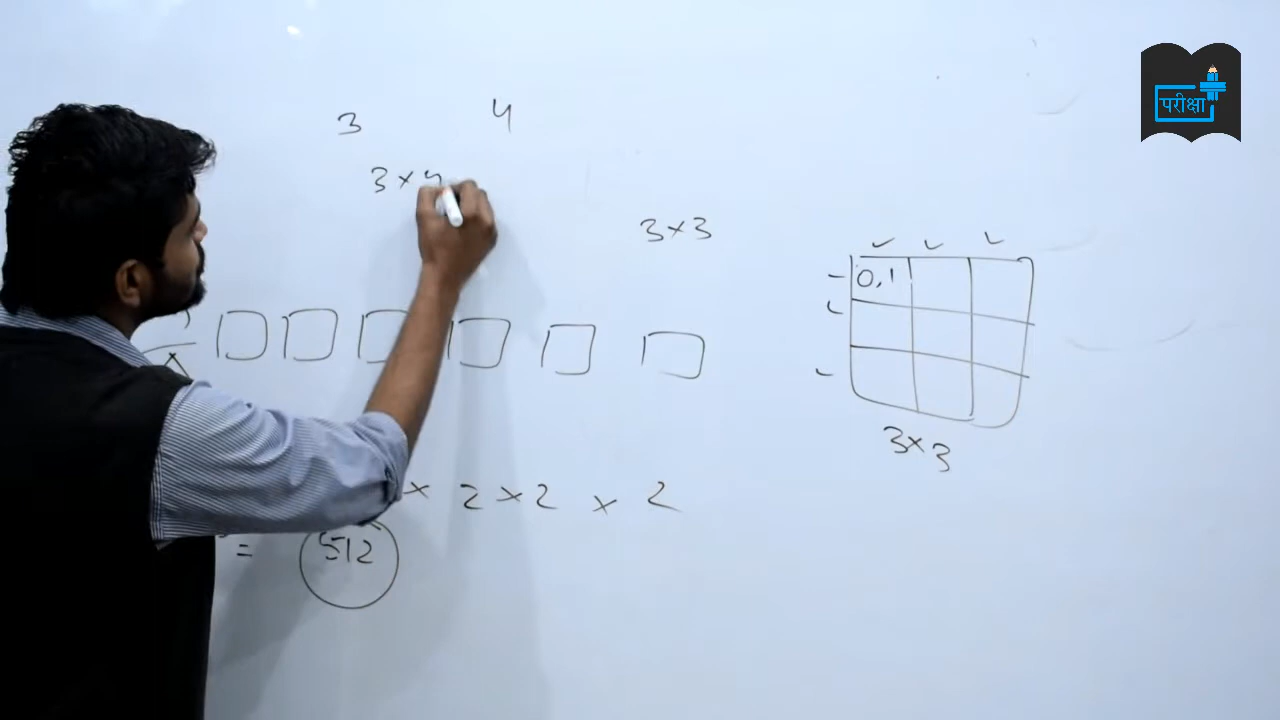 परीक्षा
3 4
3 × 4
3 × 3
0,1
3 × 3
× 2 × 2 × 2
= 512